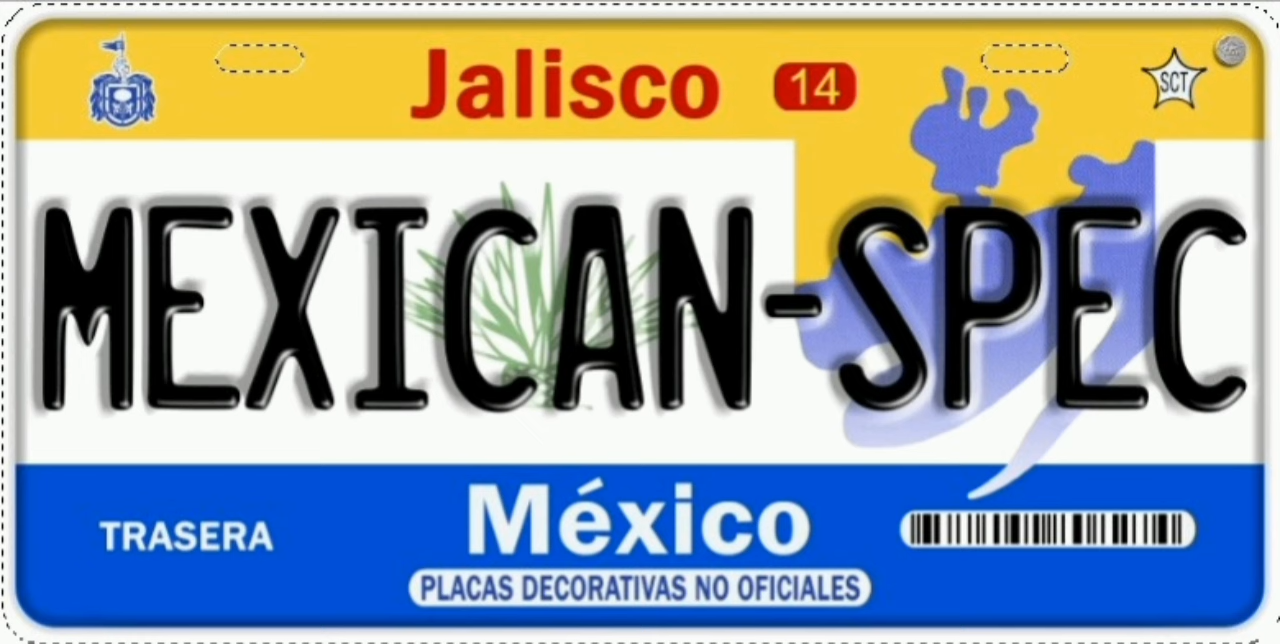 Jalisco 14
SCT
MEXICAN-SPEC
TRASERA
México
PLACAS DECORATIVAS NO OFICIALES